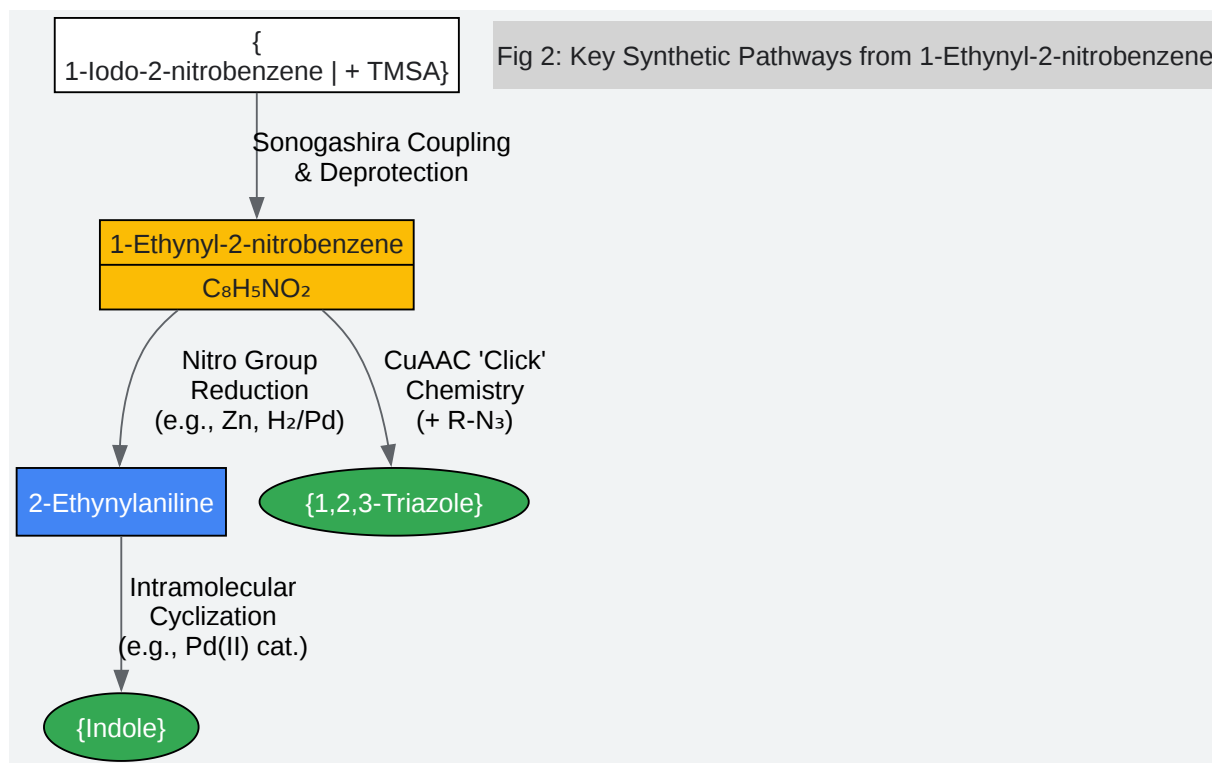 {
1-Iodo-2-nitrobenzene | + TMSA}
Fig 2: Key Synthetic Pathways from 1-Ethynyl-2-nitrobenzene
Sonogashira Coupling
& Deprotection
1-Ethynyl-2-nitrobenzene
C₈H₅NO₂
Nitro Group
Reduction
(e.g., Zn, H₂/Pd)
CuAAC 'Click'
Chemistry
(+ R-N₃)
2-Ethynylaniline
{1,2,3-Triazole}
Intramolecular
Cyclization
(e.g., Pd(II) cat.)
{Indole}